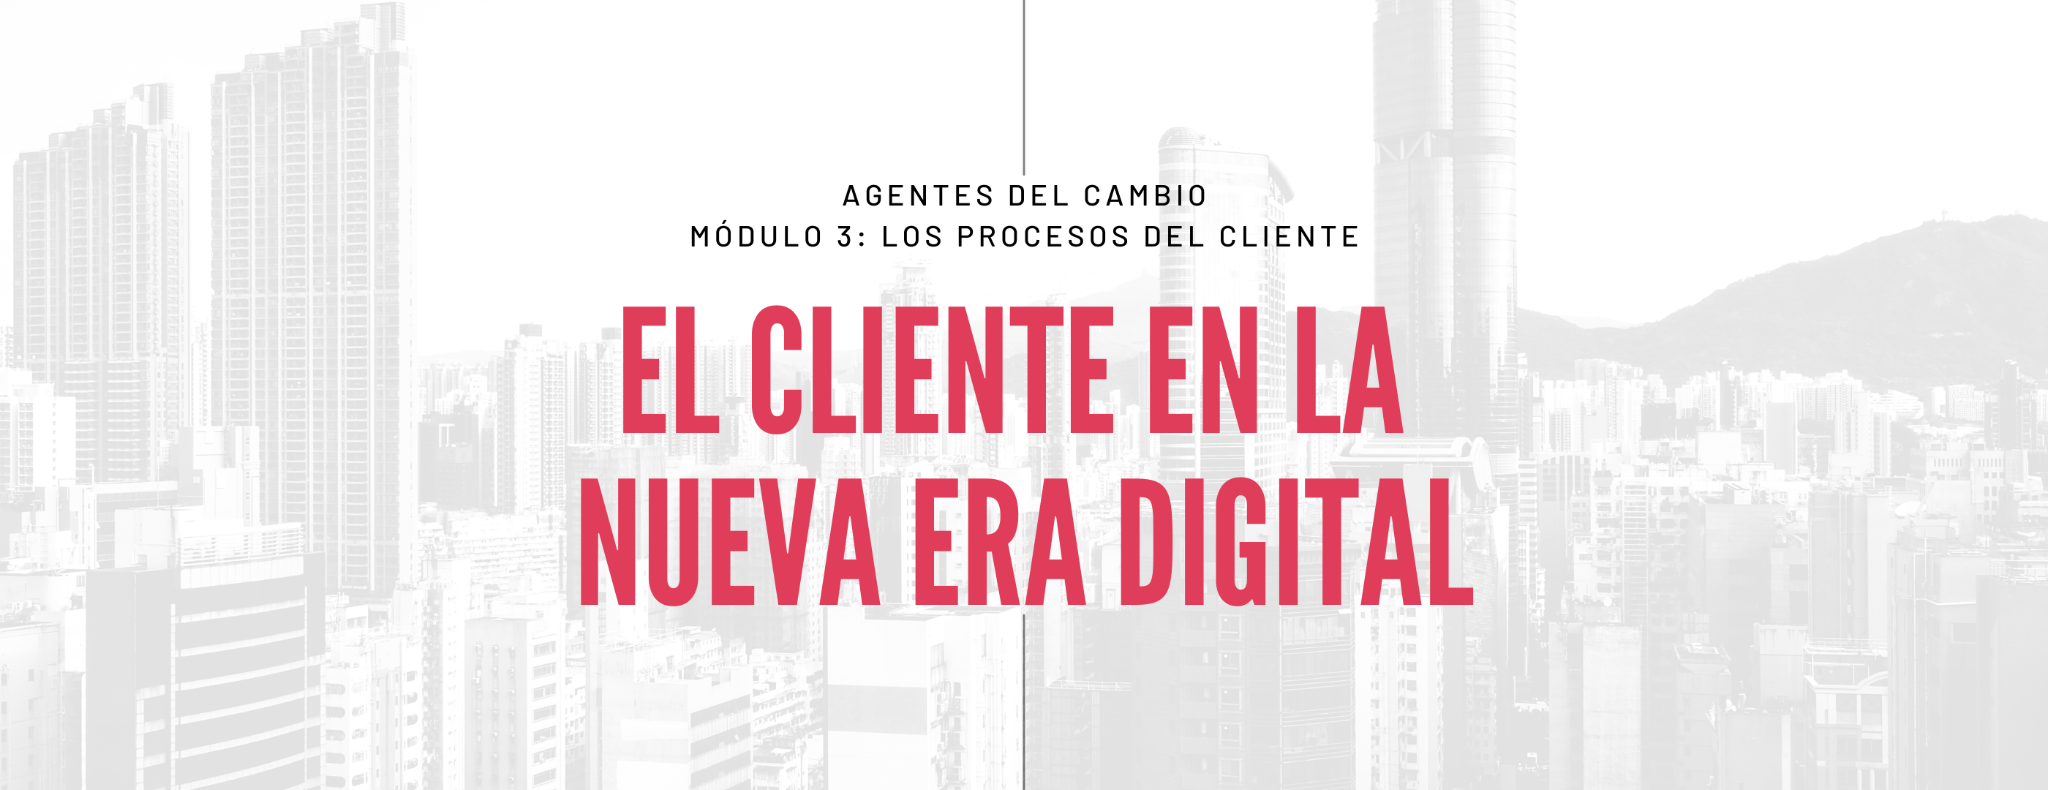 AGENTES DEL CAMBIO
MÓDULO 3: LOS PROCESOS DEL CLIENTE
EL CLIENTE EN LA
NUEVA ERA DIGITAL